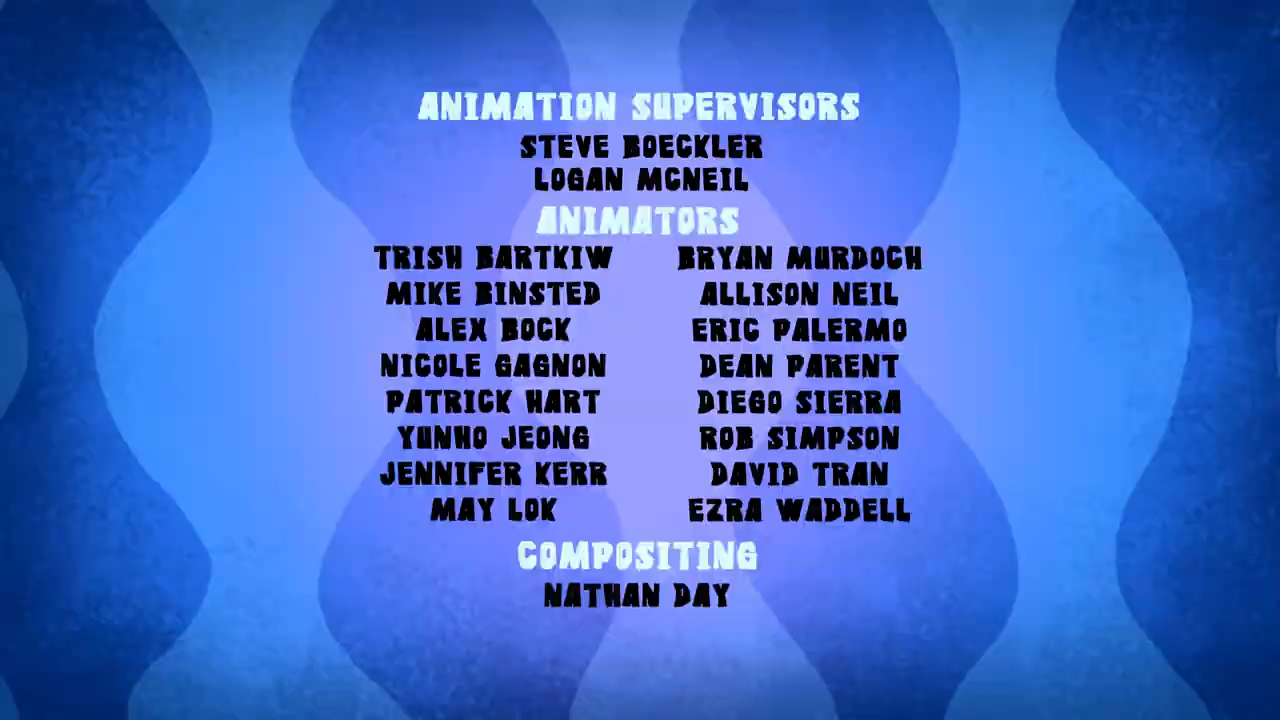 ANIMATION SUPERVISORS
STEVE BOECKLER
LOGAN MCNEIL
ANIMATORS
TRISH BARTKIW BRYAN MURDOCH
MIKE BINSTED ALLISON NEIL
ALEX BOCK ERIC PALERMO
NICOLE GAGNON DEAN PARENT
PATRICK HART DIEGO SIERRA
YUNHO JEONG ROB SIMPSON
JENNIFER KERR DAVID TRAN
MAY LOK EZRA WADDELL
COMPOSITING
NATHAN DAY